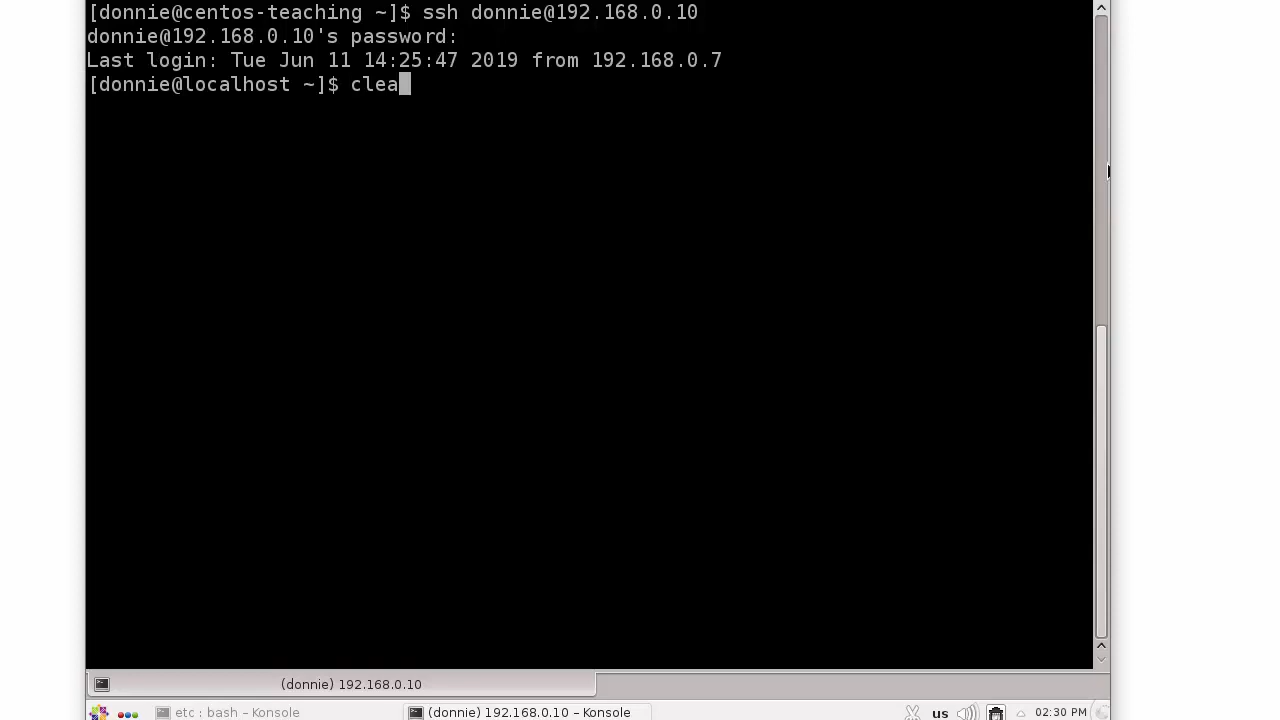 [donnie@centos-teaching ~]$ ssh donnie@192.168.0.10
donnie@192.168.0.10's password:
Last login: Tue Jun 11 14:25:47 2019 from 192.168.0.7
[donnie@localhost ~]$ clea
(donnie) 192.168.0.10
etc : bash – Konsole
(donnie) 192.168.0.10 – Konsole
us
02:30 PM